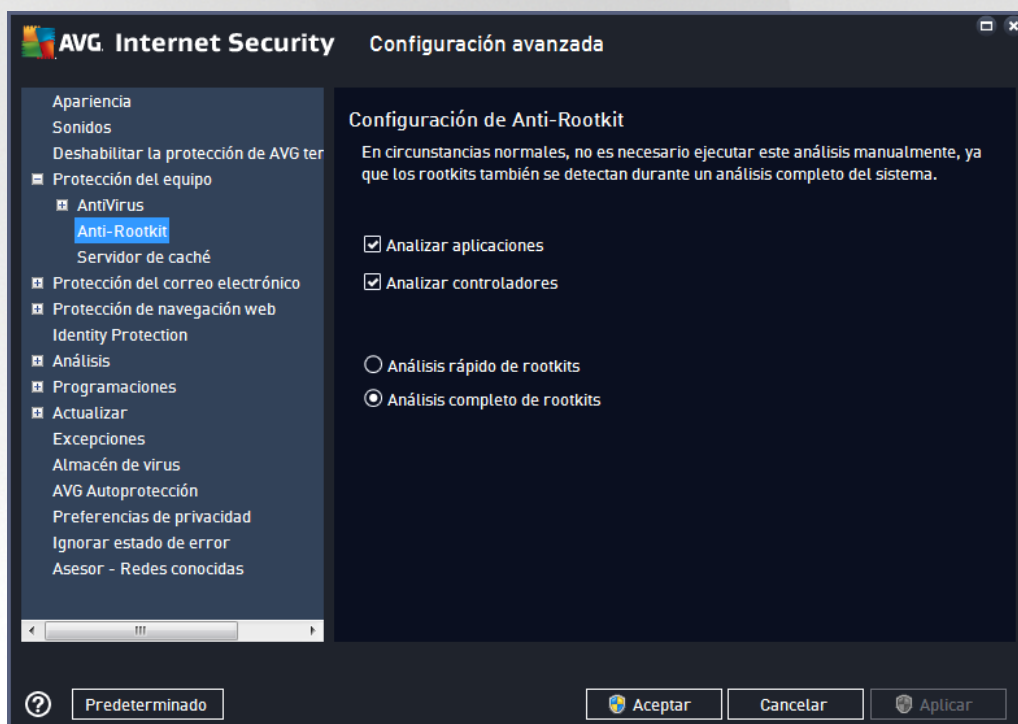 AVG. Internet Security Configuración avanzada
Apariencia
Sonidos
Deshabilitar la protección de AVG ter
Protección del equipo
AntiVirus
Anti-Rootkit
Servidor de caché
Protección del correo electrónico
Protección de navegación web
Identity Protection
Análisis
Programaciones
Actualizar
Excepciones
Almacén de virus
AVG Autoprotección
Preferencias de privacidad
Ignorar estado de error
Asesor - Redes conocidas
Configuración de Anti-Rootkit
En circunstancias normales, no es necesario ejecutar este análisis manualmente, ya
que los rootkits también se detectan durante un análisis completo del sistema.
Analizar aplicaciones
Analizar controladores
Análisis rápido de rootkits
Análisis completo de rootkits
? Predeterminado Aceptar Cancelar Aplicar